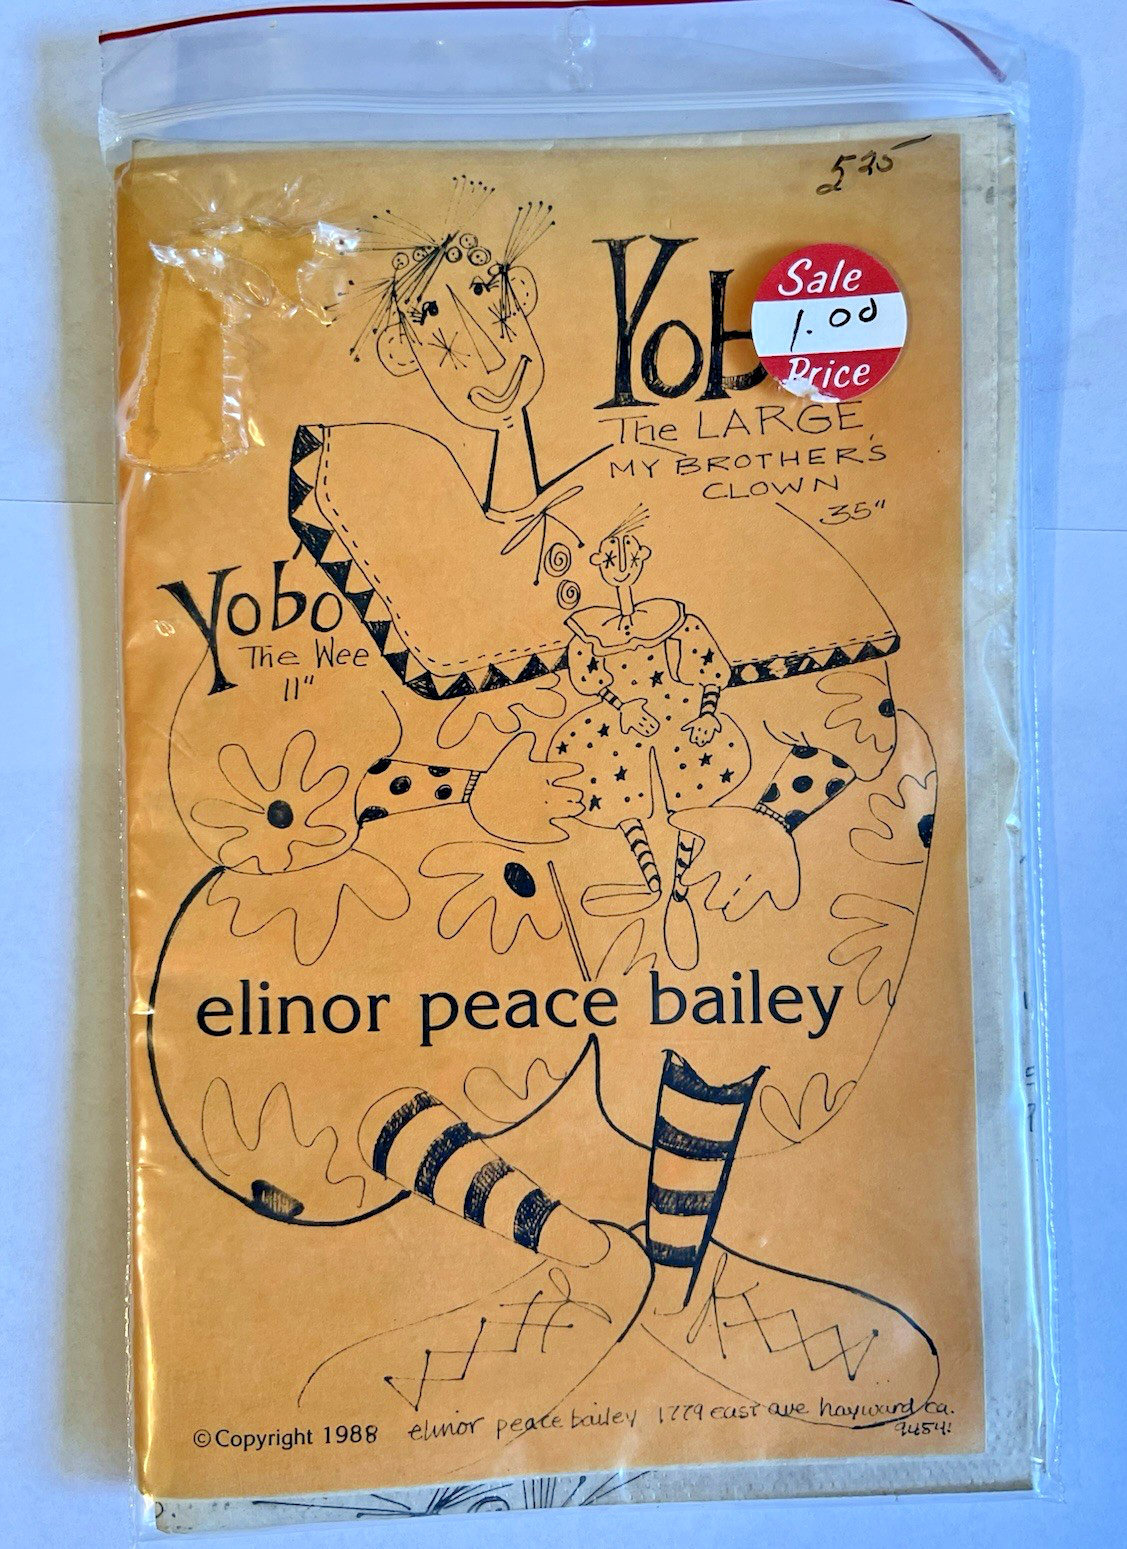 5 25
Sale
1.00
Price
Yob
The LARGE,
MY BROTHER'S
CLOWN
35"
Yobo
The Wee
11"
elinor peace bailey
© Copyright 1988 elinor peace bailey 1779 east ave hayward ca.
94541